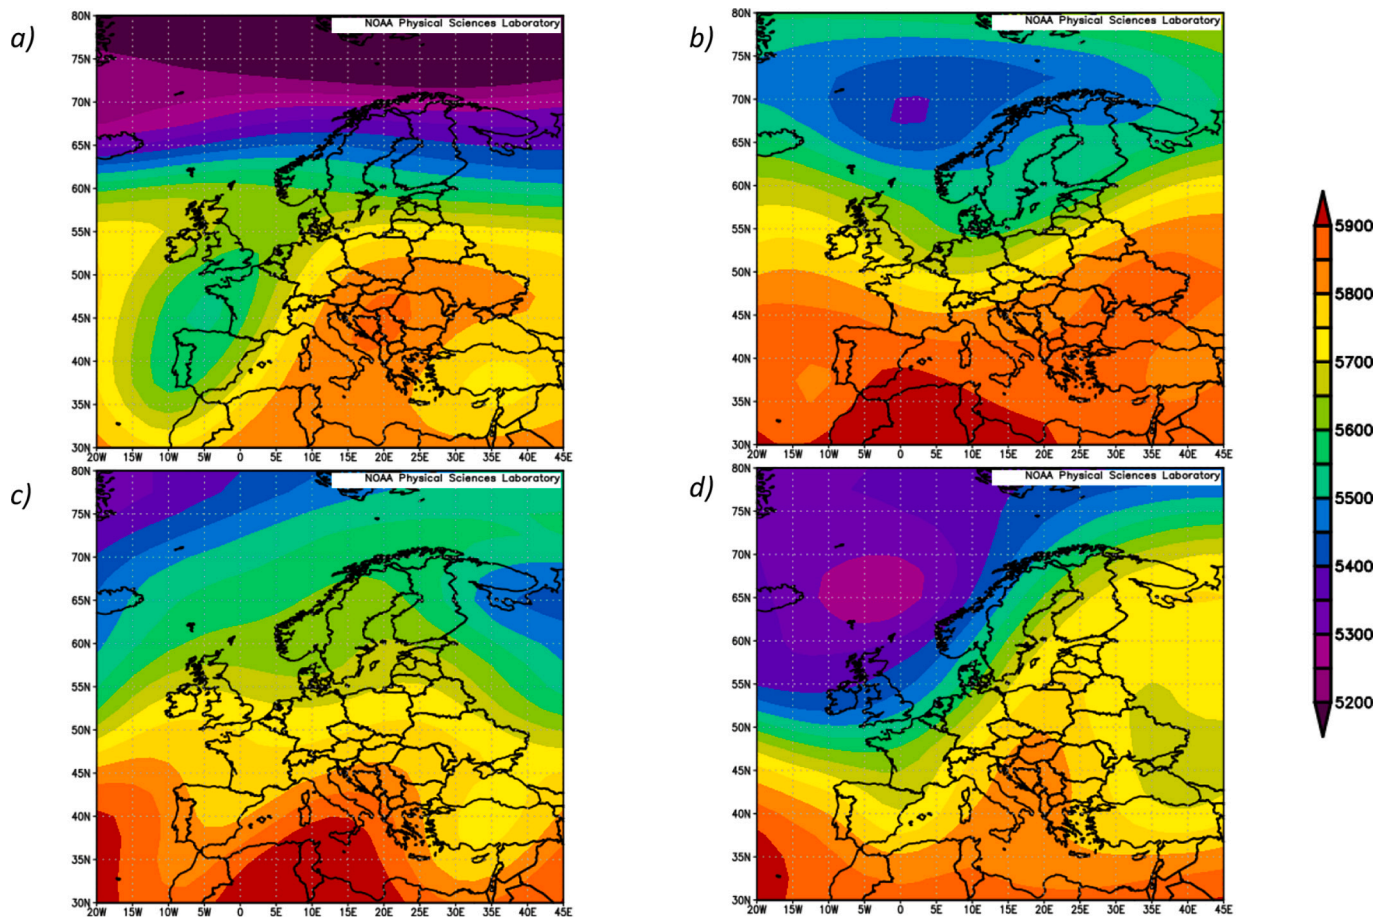 a)
NOAA Physical Sciences Laboratory
80N
75N
70N
65N
60N
55N
50N
45N
40N
35N
30N
20W 15W 10W 5W 0 5E 10E 15E 20E 25E 30E 35E 40E 45E
b)
NOAA Physical Sciences Laboratory
80N
75N
70N
65N
60N
55N
50N
45N
40N
35N
30N
20W 15W 10W 5W 0 5E 10E 15E 20E 25E 30E 35E 40E 45E
c)
NOAA Physical Sciences Laboratory
80N
75N
70N
65N
60N
55N
50N
45N
40N
35N
30N
20W 15W 10W 5W 0 5E 10E 15E 20E 25E 30E 35E 40E 45E
d)
NOAA Physical Sciences Laboratory
80N
75N
70N
65N
60N
55N
50N
45N
40N
35N
30N
20W 15W 10W 5W 0 5E 10E 15E 20E 25E 30E 35E 40E 45E
5900
5800
5700
5600
5500
5400
5300
5200